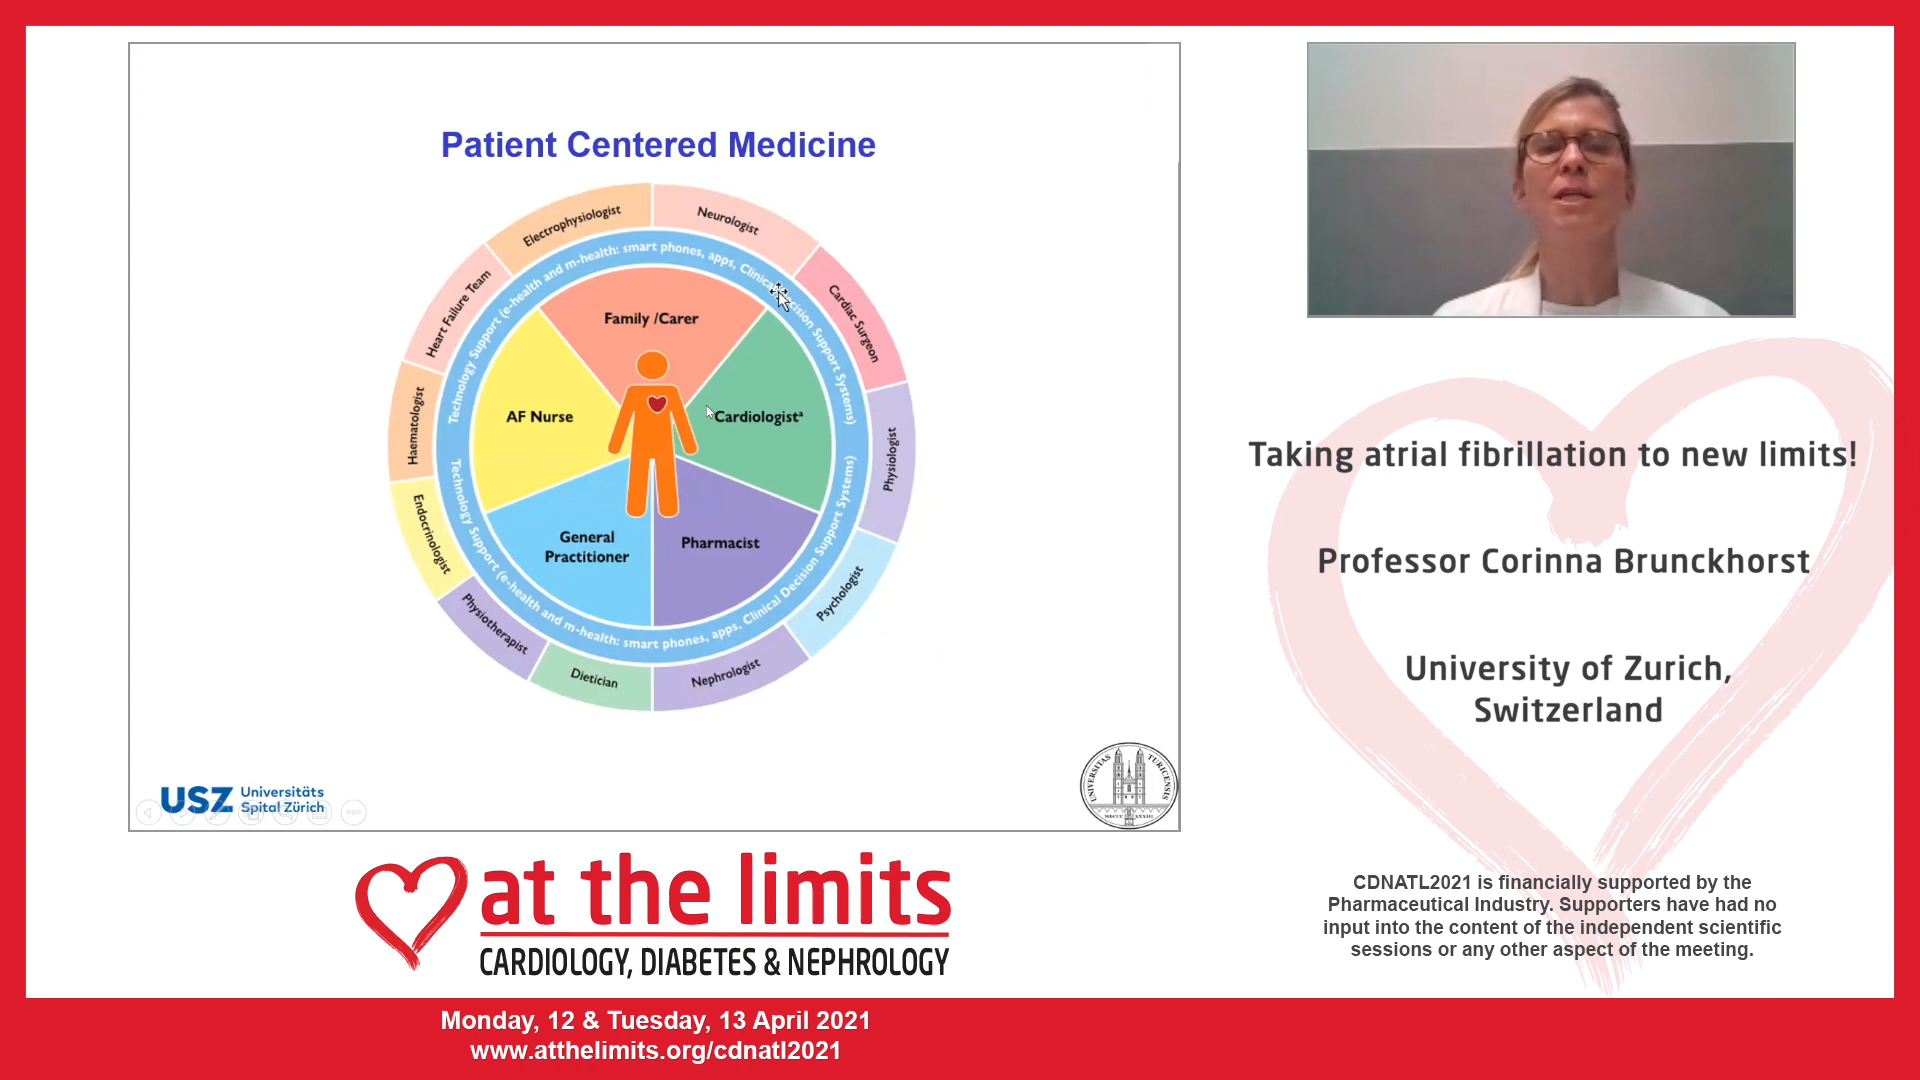 Patient Centered Medicine
Electrophysiologist
Neurologist
Cardiac Surgeon
Physiologist
Psychologist
Nephrologist
Dietician
Physiotherapist
Endocrinologist
Haematologist
Heart Failure Team
Technology Support (e-health and m-health: smart phones, apps, Clinical Decision Support Systems)
Technology Support (e-health and m-health: smart phones, apps, Clinical Decision Support Systems)
Family /Carer
AF Nurse
Cardiologistᵃ
General
Practitioner
Pharmacist
USZ Universitäts
Spital Zürich
UNIVERSITAS TURICENSIS
MDCCC XXXIII
Taking atrial fibrillation to new limits!
Professor Corinna Brunckhorst
University of Zurich,
Switzerland
CDNATL2021 is financially supported by the
Pharmaceutical Industry. Supporters have had no
input into the content of the independent scientific
sessions or any other aspect of the meeting.
at the limits
CARDIOLOGY, DIABETES & NEPHROLOGY
Monday, 12 & Tuesday, 13 April 2021
www.atthelimits.org/cdnatl2021